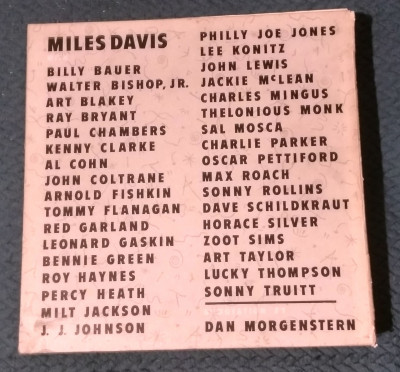 MILES DAVIS
BILLY BAUER
WALTER BISHOP, JR.
ART BLAKEY
RAY BRYANT
PAUL CHAMBERS
KENNY CLARKE
AL COHN
JOHN COLTRANE
ARNOLD FISHKIN
TOMMY FLANAGAN
RED GARLAND
LEONARD GASKIN
BENNIE GREEN
ROY HAYNES
PERCY HEATH
MILT JACKSON
J. J. JOHNSON
PHILLY JOE JONES
LEE KONITZ
JOHN LEWIS
JACKIE McLEAN
CHARLES MINGUS
THELONIOUS MONK
SAL MOSCA
CHARLIE PARKER
OSCAR PETTIFORD
MAX ROACH
SONNY ROLLINS
DAVE SCHILDKRAUT
HORACE SILVER
ZOOT SIMS
ART TAYLOR
LUCKY THOMPSON
SONNY TRUITT
DAN MORGENSTERN